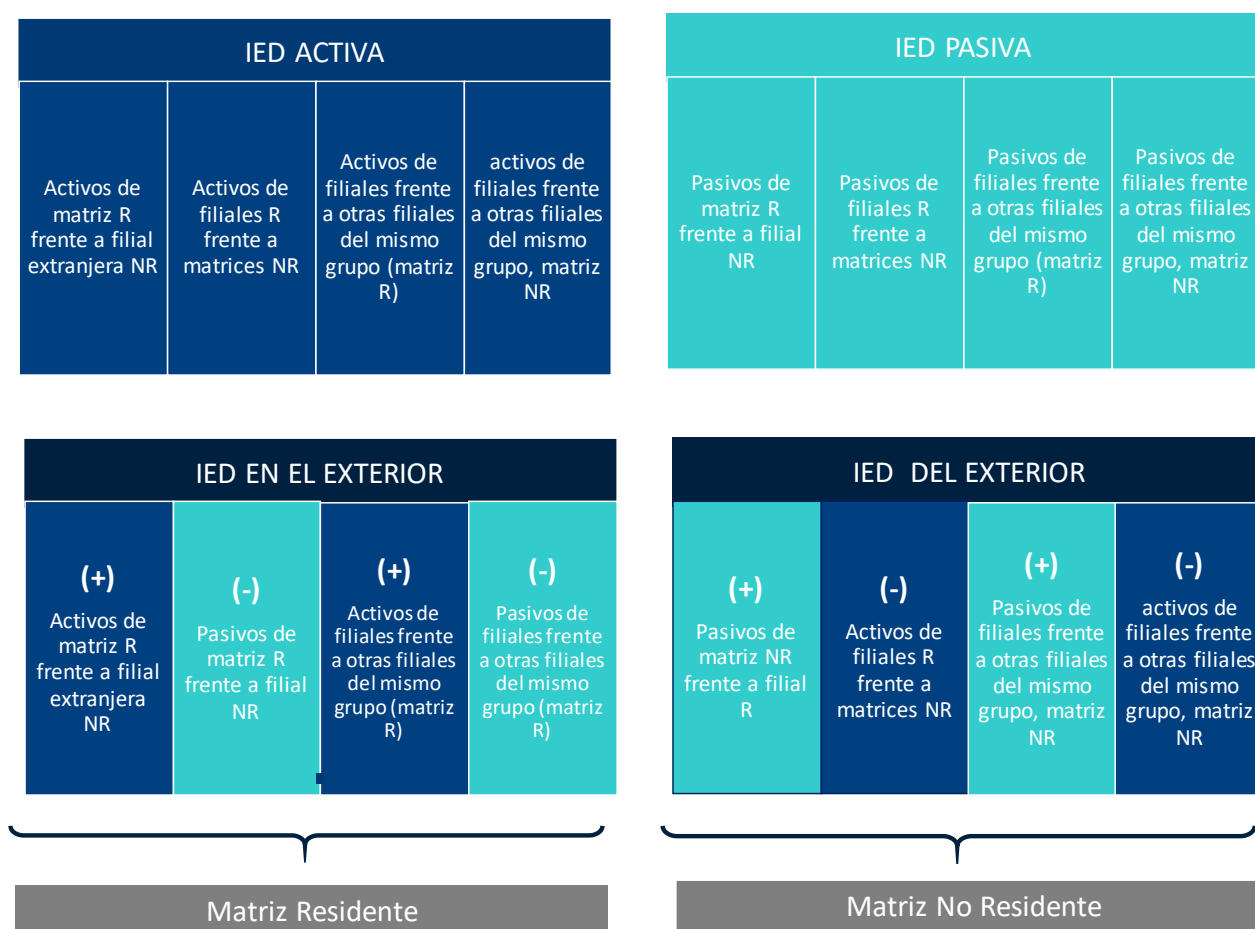 IED ACTIVA
Activos de
matriz R
frente a filial
extranjera NR
Activos de
filiales R
frente a
matrices NR
Activos de
filiales frente
a otras filiales
del mismo
grupo (matriz
R)
activos de
filiales frente
a otras filiales
del mismo
grupo, matriz
NR
IED PASIVA
Pasivos de
matriz R
frente a filial
NR
Pasivos de
filiales R
frente a
matrices NR
Pasivos de
filiales frente
a otras filiales
del mismo
grupo (matriz
R)
Pasivos de
filiales frente
a otras filiales
del mismo
grupo, matriz
NR
IED EN EL EXTERIOR
(+)
Activos de
matriz R
frente a filial
extranjera
NR
(-)
Pasivos de
matriz R
frente a filial
NR
(+)
Activos de
filiales frente
a otras filiales
del mismo
grupo (matriz
R)
(-)
Pasivos de
filiales frente
a otras filiales
del mismo
grupo (matriz
R)
IED DEL EXTERIOR
(+)
Pasivos de
matriz NR
frente a filial
R
(-)
Activos de
filiales R
frente a
matrices NR
(+)
Pasivos de
filiales frente
a otras filiales
del mismo
grupo, matriz
NR
(-)
activos de
filiales frente
a otras filiales
del mismo
grupo, matriz
NR
Matriz Residente
Matriz No Residente